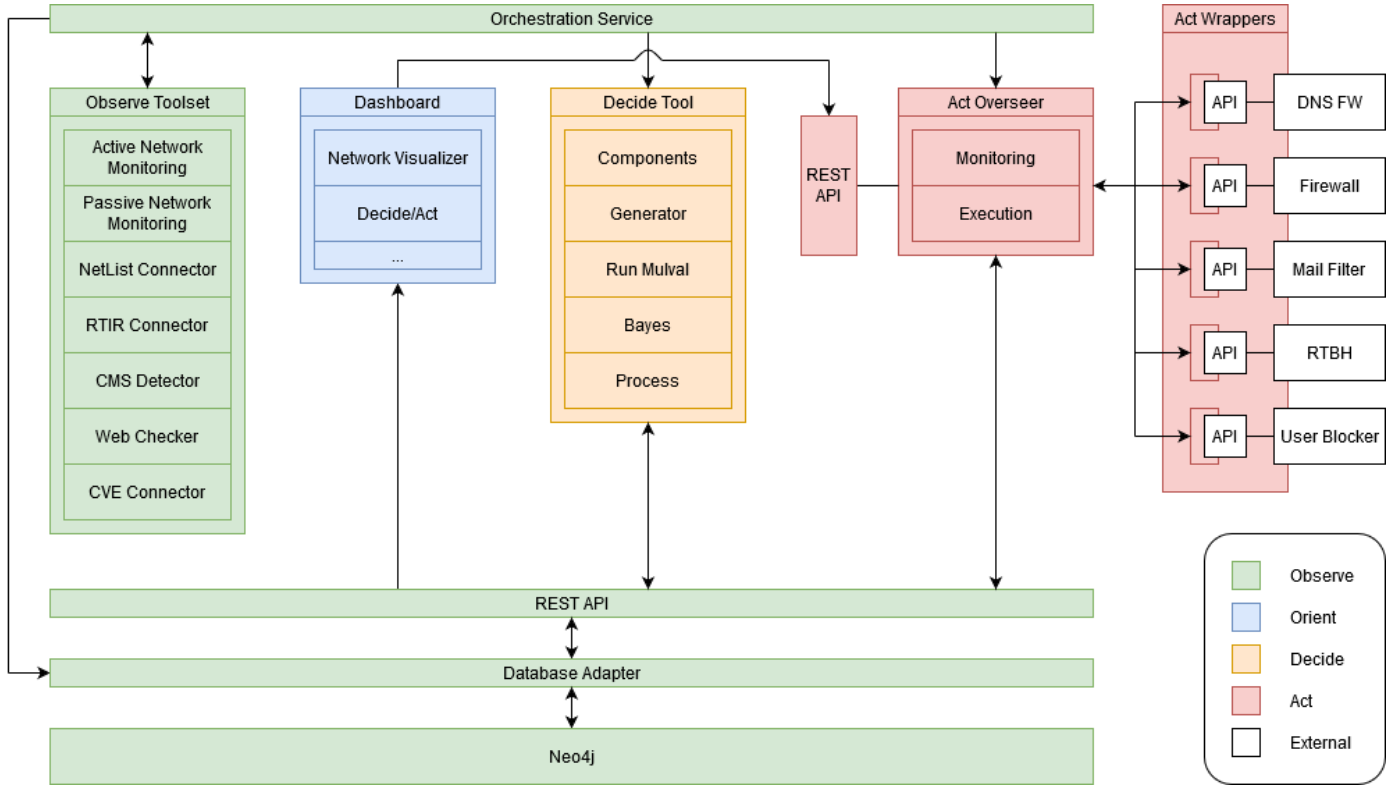 Orchestration Service
Observe Toolset
Active Network
Monitoring
Passive Network
Monitoring
NetList Connector
RTIR Connector
CMS Detector
Web Checker
CVE Connector
Dashboard
Network Visualizer
Decide/Act
...
Decide Tool
Components
Generator
Run Mulval
Bayes
Process
REST
API
Act Overseer
Monitoring
Execution
Act Wrappers
API
DNS FW
API
Firewall
API
Mail Filter
API
RTBH
API
User Blocker
REST API
Database Adapter
Neo4j
Observe
Orient
Decide
Act
External